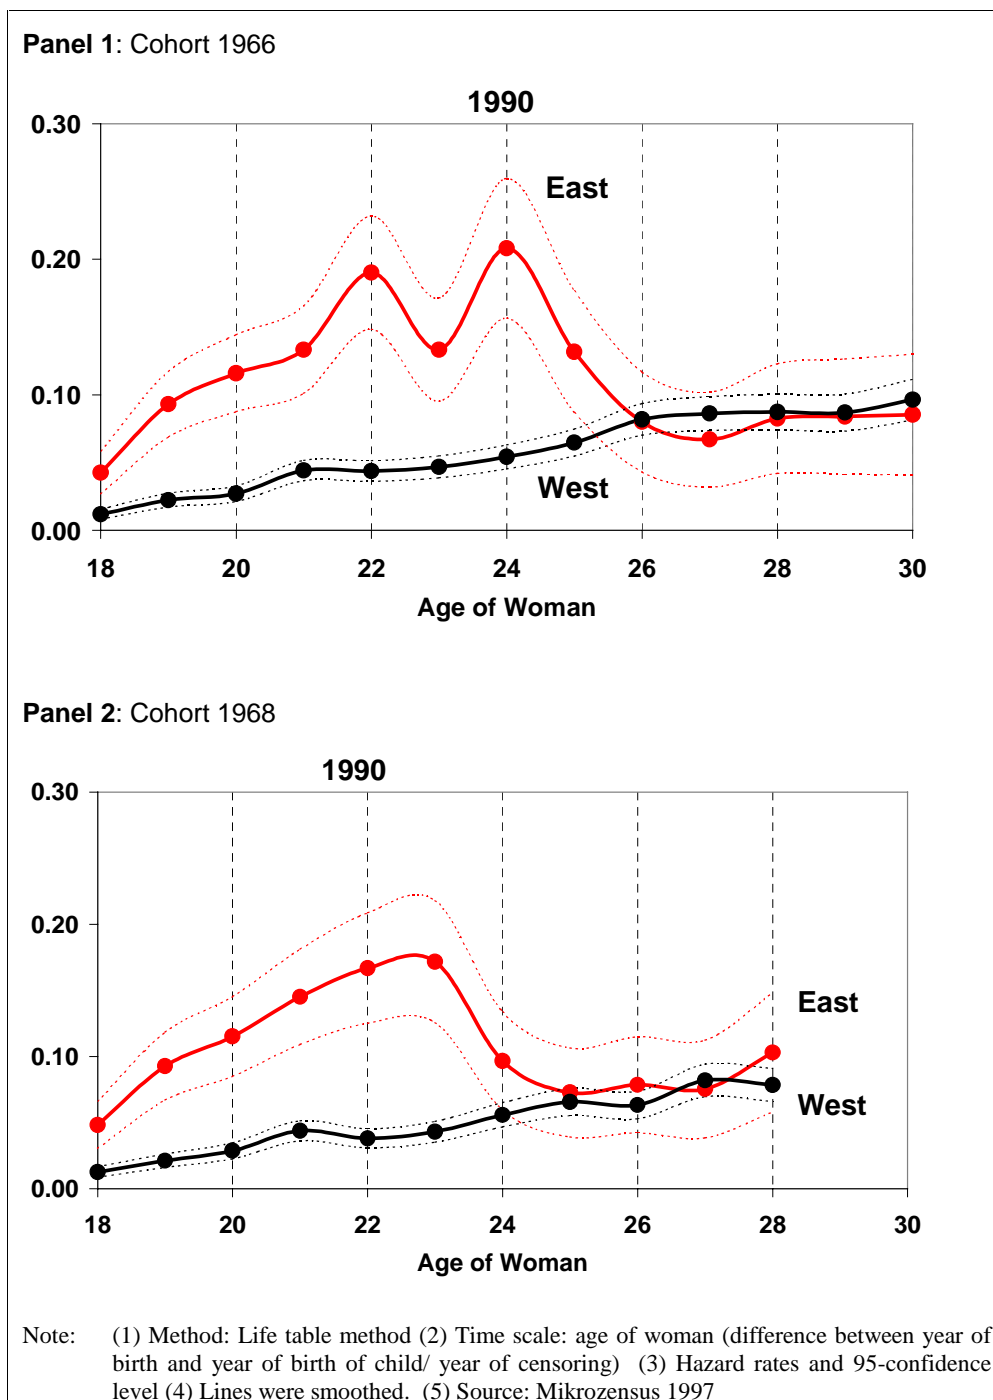 Panel 1: Cohort 1966
1990
0.30
East
0.20
0.10
West
0.00
18 20 22 24 26 28 30
Age of Woman
Panel 2: Cohort 1968
1990
0.30
0.20
East
0.10
West
0.00
18 20 22 24 26 28 30
Age of Woman
Note: (1) Method: Life table method (2) Time scale: age of woman (difference between year of
birth and year of birth of child/ year of censoring) (3) Hazard rates and 95-confidence
level (4) Lines were smoothed. (5) Source: Mikrozensus 1997